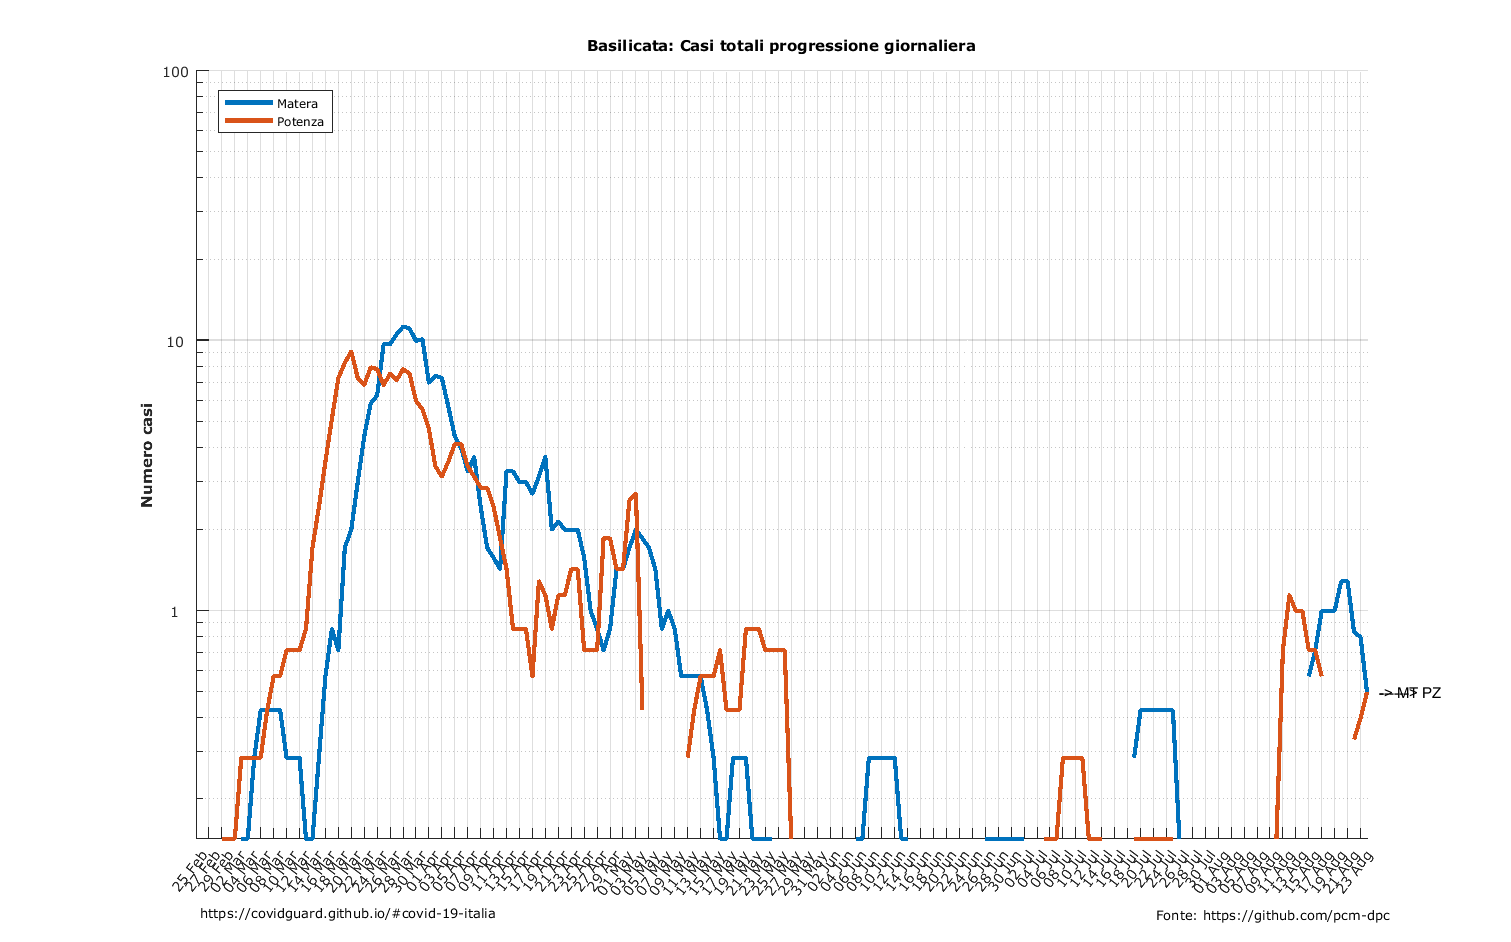 Basilicata: Casi totali progressione giornaliera
Numero casi
100
10
1
Matera
Potenza
-> MT
PZ
25 Feb
27 Feb
29 Feb
02 Mar
04 Mar
06 Mar
08 Mar
10 Mar
12 Mar
14 Mar
16 Mar
18 Mar
20 Mar
22 Mar
24 Mar
26 Mar
28 Mar
30 Mar
01 Apr
03 Apr
05 Apr
07 Apr
09 Apr
11 Apr
13 Apr
15 Apr
17 Apr
19 Apr
21 Apr
23 Apr
25 Apr
27 Apr
29 Apr
01 May
03 May
05 May
07 May
09 May
11 May
13 May
15 May
17 May
19 May
21 May
23 May
25 May
27 May
29 May
31 May
02 Jun
04 Jun
06 Jun
08 Jun
10 Jun
12 Jun
14 Jun
16 Jun
18 Jun
20 Jun
22 Jun
24 Jun
26 Jun
28 Jun
30 Jun
02 Jul
04 Jul
06 Jul
08 Jul
10 Jul
12 Jul
14 Jul
16 Jul
18 Jul
20 Jul
22 Jul
24 Jul
26 Jul
28 Jul
30 Jul
01 Aug
03 Aug
05 Aug
07 Aug
09 Aug
11 Aug
13 Aug
15 Aug
17 Aug
19 Aug
21 Aug
23 Aug
https://covidguard.github.io/#covid-19-italia
Fonte: https://github.com/pcm-dpc